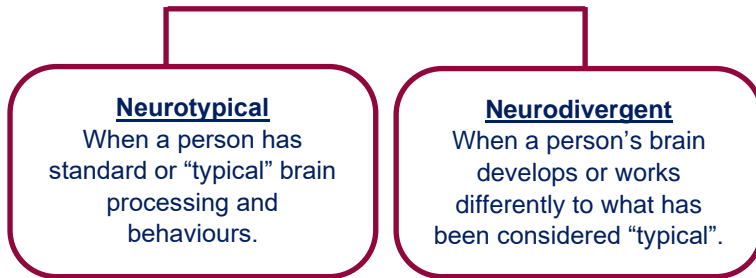 Neurotypical
When a person has
standard or “typical” brain
processing and
behaviours.
Neurodivergent
When a person’s brain
develops or works
differently to what has
been considered “typical”.